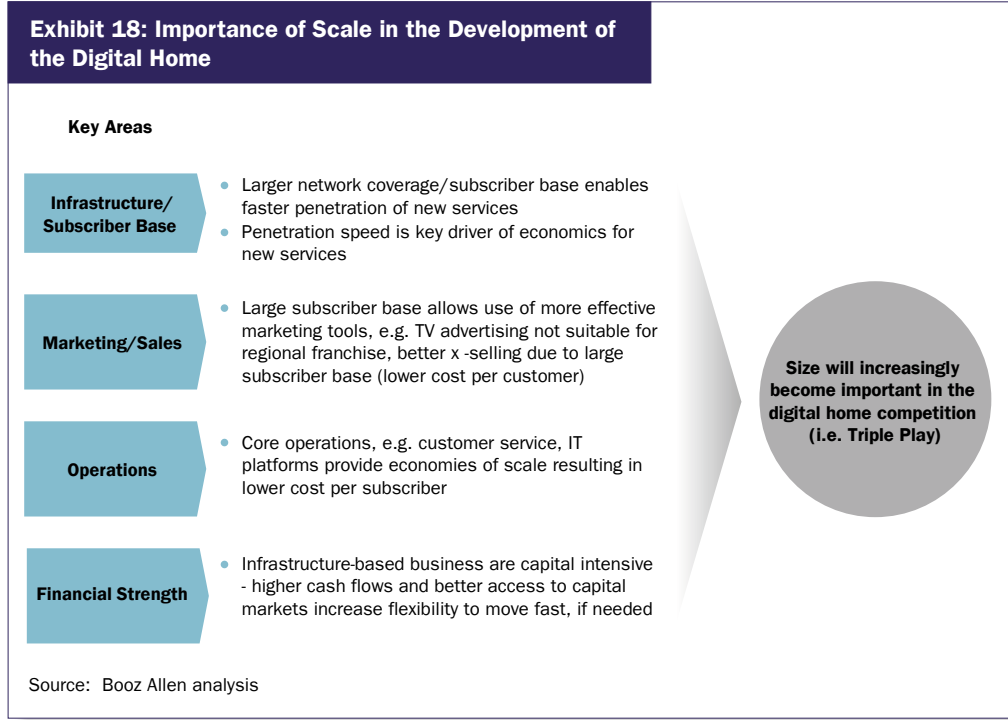 Exhibit 18: Importance of Scale in the Development of
the Digital Home
Key Areas
Infrastructure/
Subscriber Base
• Larger network coverage/subscriber base enables
faster penetration of new services
• Penetration speed is key driver of economics for
new services
Marketing/Sales
• Large subscriber base allows use of more effective
marketing tools, e.g. TV advertising not suitable for
regional franchise, better x -selling due to large
subscriber base (lower cost per customer)
Operations
• Core operations, e.g. customer service, IT
platforms provide economies of scale resulting in
lower cost per subscriber
Financial Strength
• Infrastructure-based business are capital intensive
- higher cash flows and better access to capital
markets increase flexibility to move fast, if needed
Size will increasingly
become important in the
digital home competition
(i.e. Triple Play)
Source: Booz Allen analysis